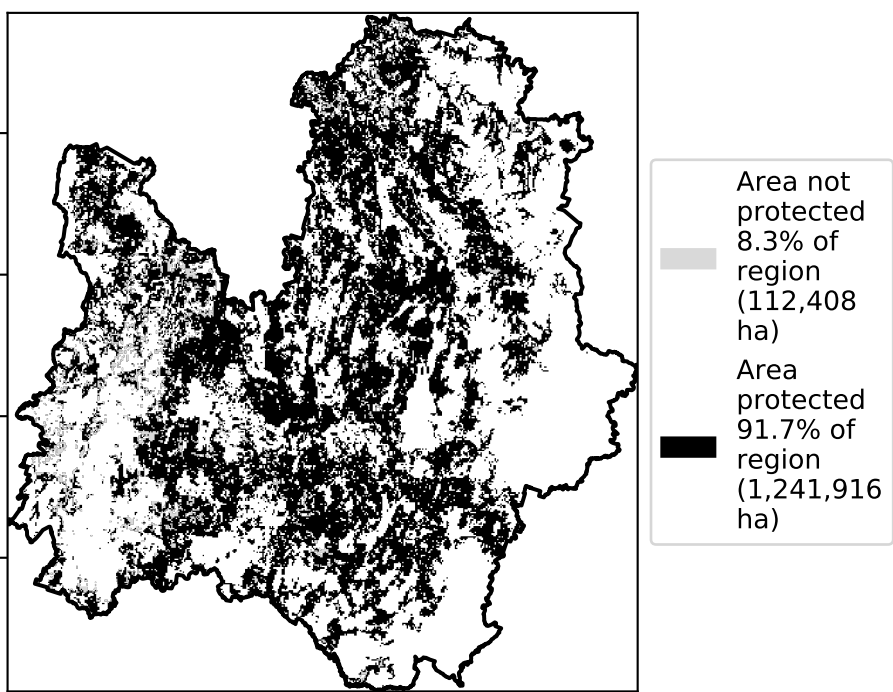 Area not
protected
8.3% of
region
(112,408
ha)
Area
protected
91.7% of
region
(1,241,916
ha)